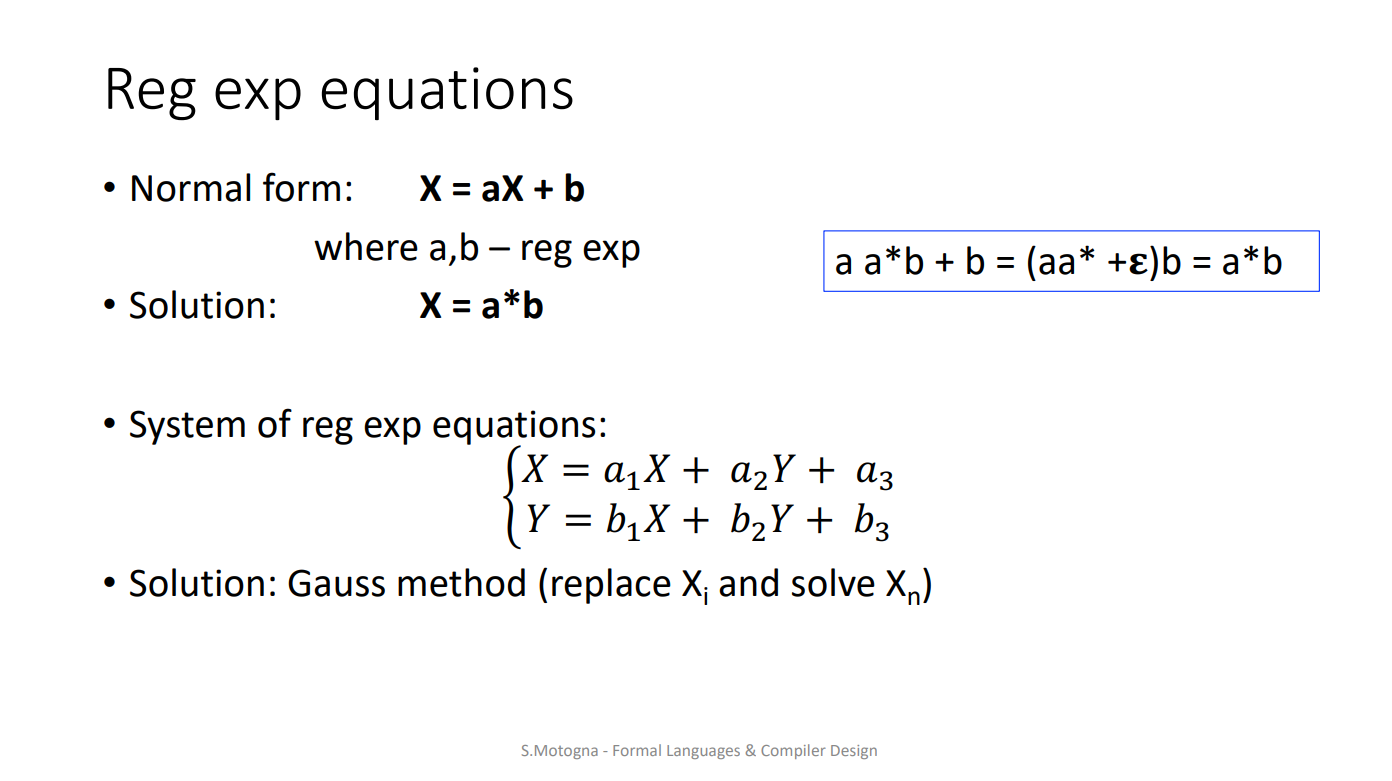 Reg exp equations
• Normal form: X = aX + b
where a,b – reg exp
a a*b + b = (aa* +ε)b = a*b
• Solution: X = a*b
• System of reg exp equations:
X = a₁X + a₂Y + a₃
Y = b₁X + b₂Y + b₃
• Solution: Gauss method (replace Xᵢ and solve Xₙ)
S.Motogna - Formal Languages & Compiler Design